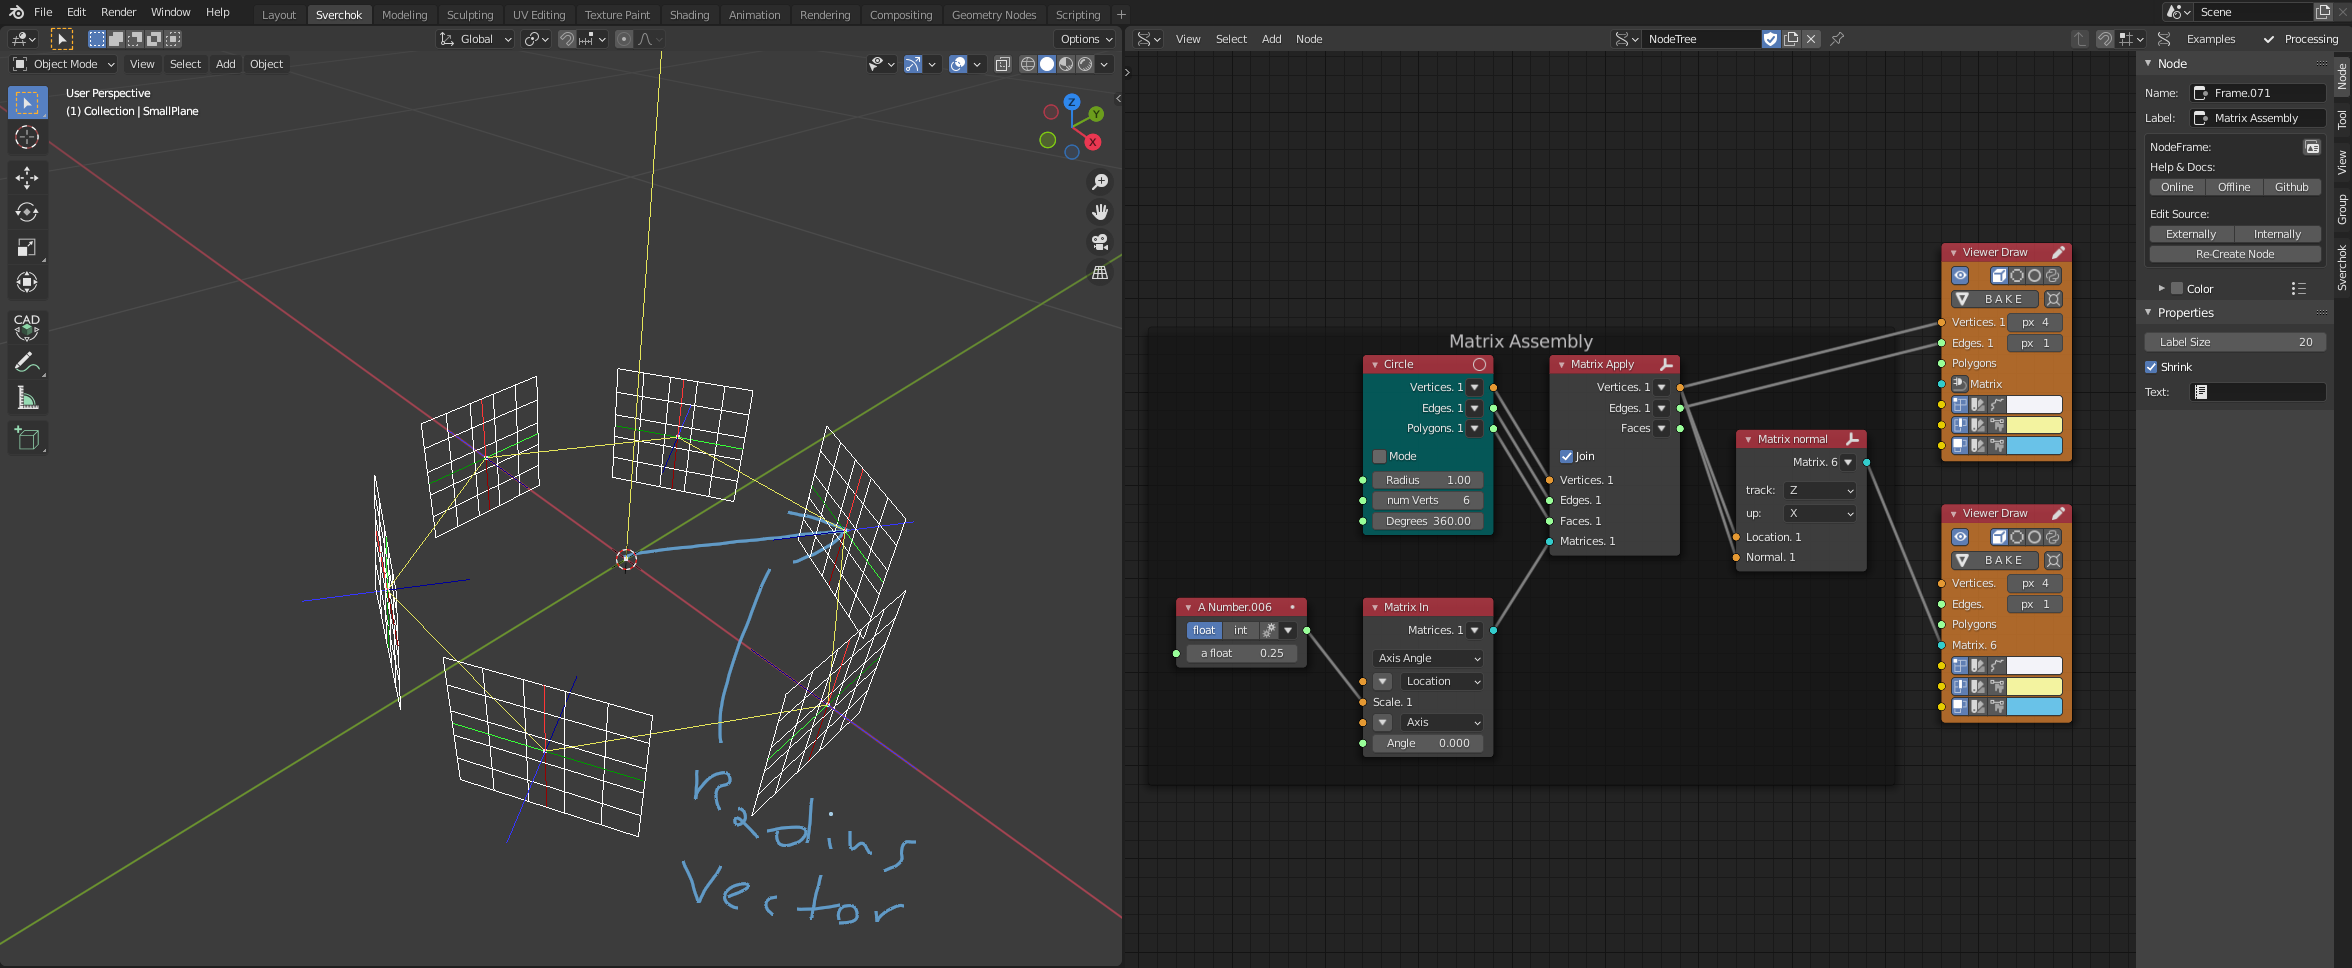 File Edit Render Window Help Layout Sverchok Modeling Sculpting UV Editing Texture Paint Shading Animation Rendering Compositing Geometry Nodes Scripting + Scene
Global Options
View Select Add Node NodeTree Examples Processing
Object Mode View Select Add Object
User Perspective
(1) Collection | SmallPlane
Z
Y
X
CAD
Radius
Vector
Matrix Assembly
Circle
Vertices. 1
Edges. 1
Polygons. 1
Mode
Radius 1.00
num Verts 6
Degrees 360.00
Matrix Apply
Vertices. 1
Edges. 1
Faces
Join
Vertices. 1
Edges. 1
Faces. 1
Matrices. 1
Matrix normal
Matrix. 6
track: Z
up: X
Location. 1
Normal. 1
A Number.006
float int
a float 0.25
Matrix In
Matrices. 1
Axis Angle
Location
Scale. 1
Axis
Angle 0.000
Viewer Draw
BAKE
Vertices. 1 px 4
Edges. 1 px 1
Polygons
Matrix
Viewer Draw
BAKE
Vertices. px 4
Edges. px 1
Polygons
Matrix. 6
Node
Name: Frame.071
Label: Matrix Assembly
NodeFrame:
Help & Docs:
Online Offline Github
Edit Source:
Externally Internally
Re-Create Node
Color
Properties
Label Size 20
Shrink
Text:
Node
Tool
View
Group
Sverchok